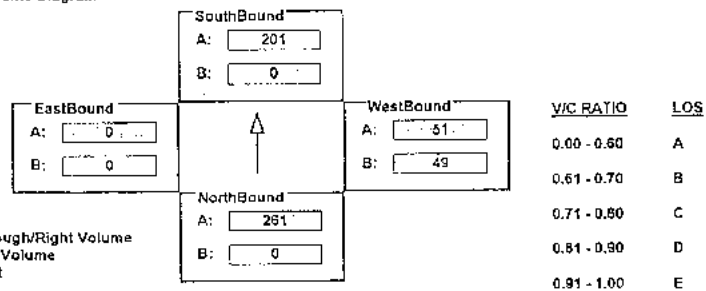 SouthBound
A: 201
B: 0
EastBound
A: 0
B: 0
WestBound
A: 51
B: 49
NorthBound
A: 261
B: 0
V/C RATIO LOS
0.00 - 0.60 A
0.61 - 0.70 B
0.71 - 0.80 C
0.81 - 0.90 D
0.91 - 1.00 E
ough/Right Volume
Volume